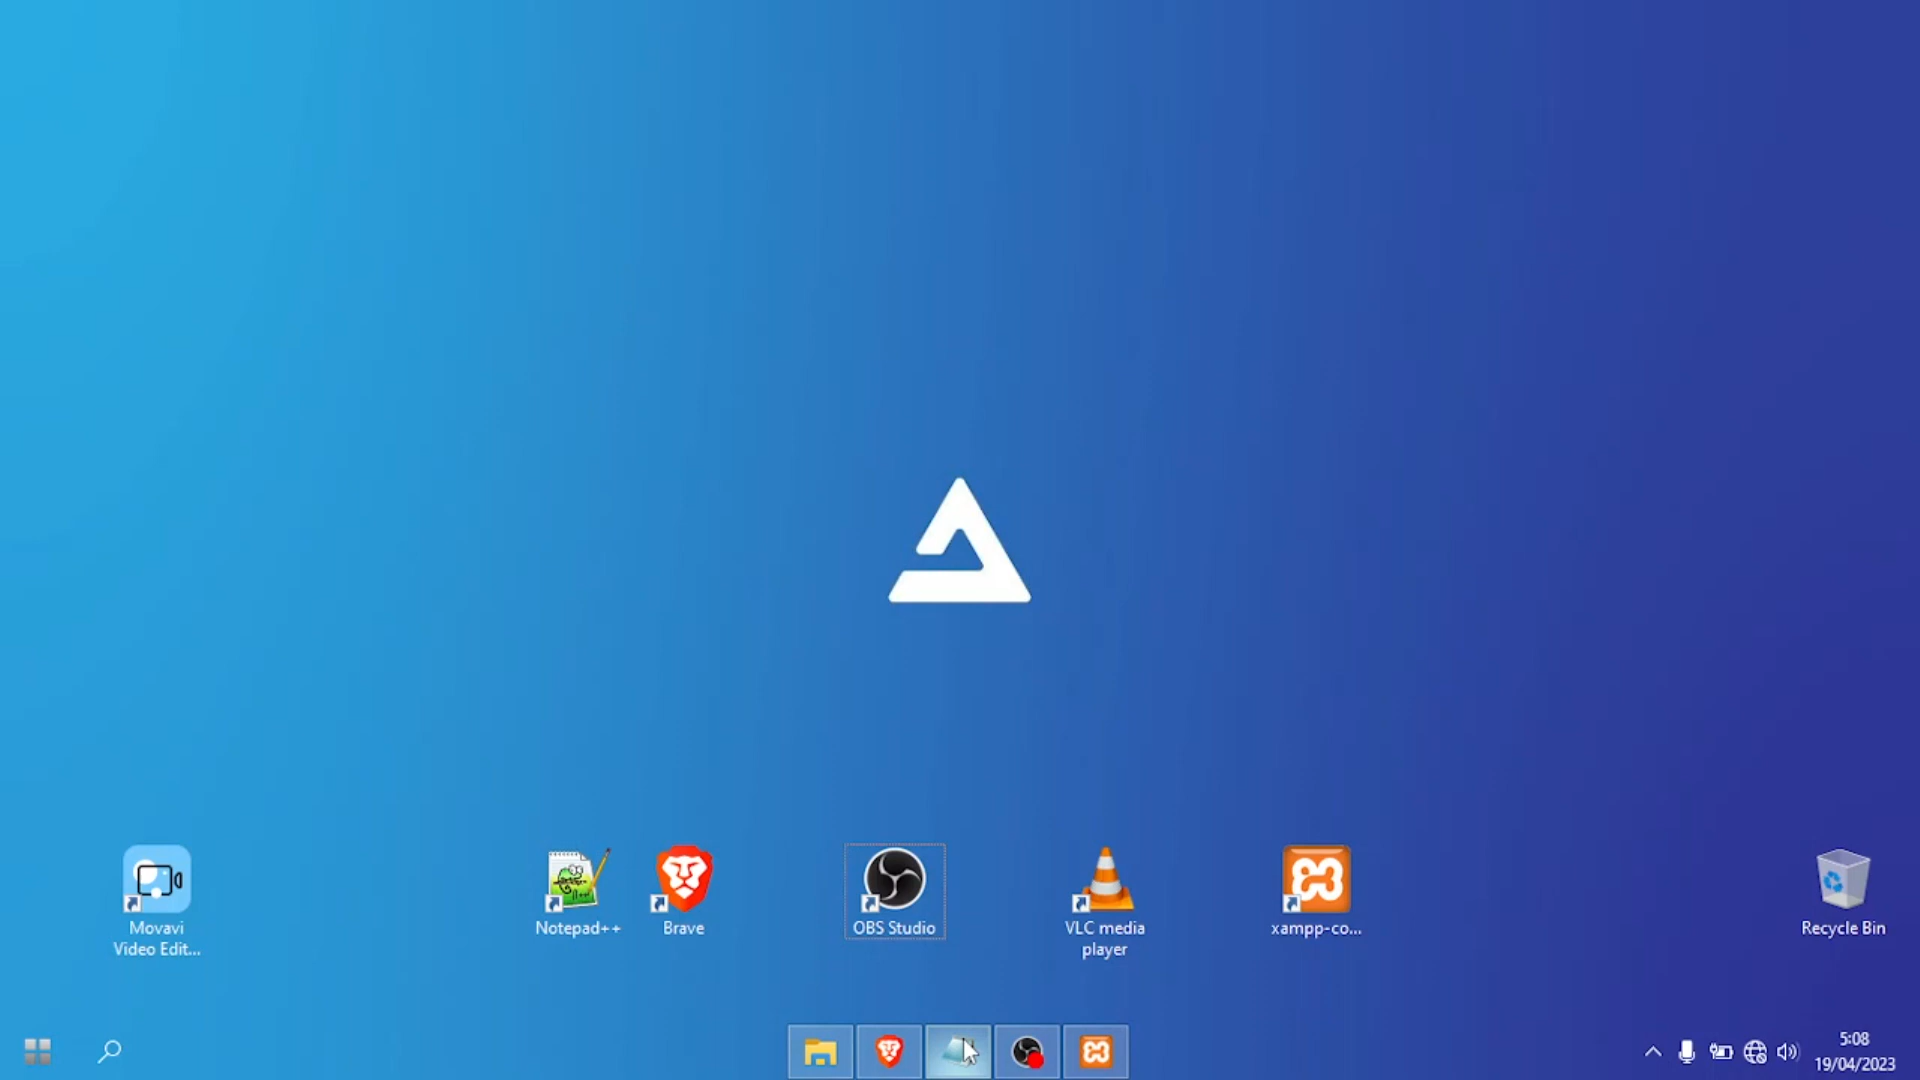 Movavi
Video Edit...
Notepad++
Brave
OBS Studio
VLC media
player
xampp-co...
Recycle Bin
5:08
19/04/2023